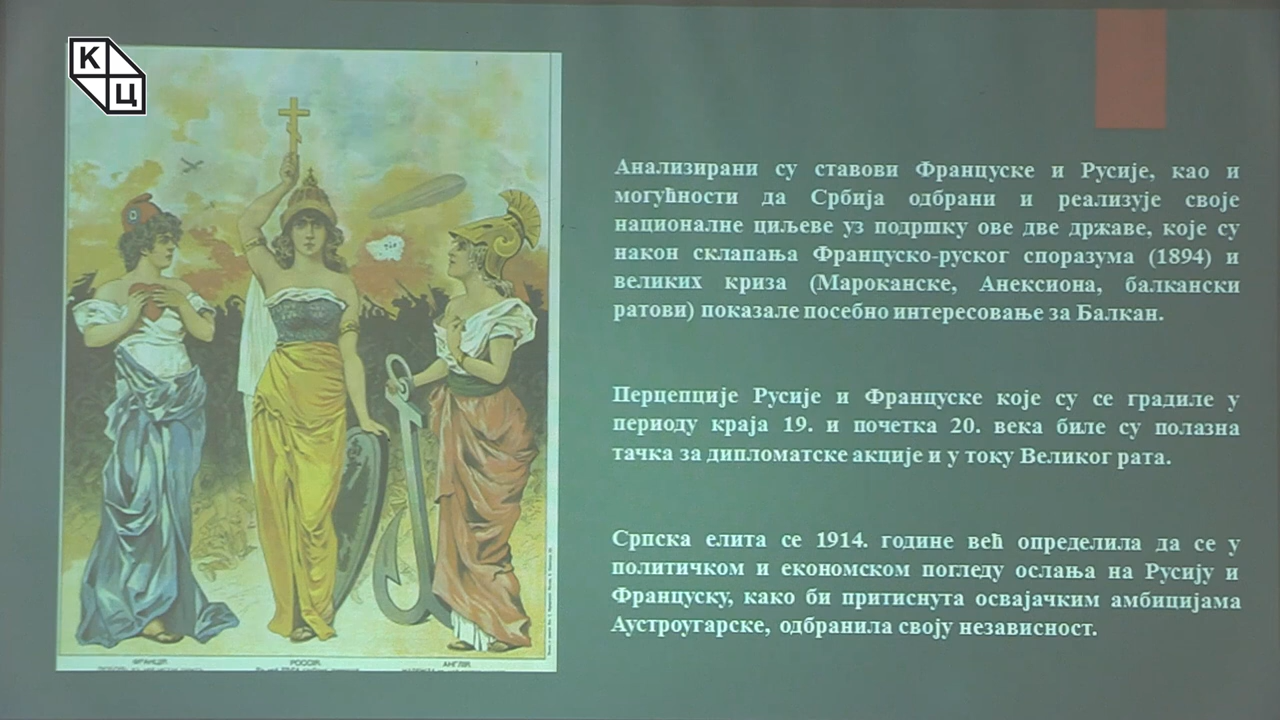 К
Ц
Анализирани су ставови Француске и Русије, као и
могућности да Србија одбрани и реализује своје
националне циљеве уз подршку ове две државе, које су
након склапања Француско-руског споразума (1894) и
великих криза (Мароканске, Анексиона, балкански
ратови) показале посебно интересовање за Балкан.
Перцепције Русије и Француске које су се градиле у
периоду краја 19. и почетка 20. века биле су полазна
тачка за дипломатске акције и у току Великог рата.
Српска елита се 1914. године већ определила да се у
политичком и економском погледу ослања на Русију и
Француску, како би притиснута освајачким амбицијама
Аустроугарске, одбранила своју независност.
ФРАНЦІЯ. РОССІЯ. АНГЛІЯ.